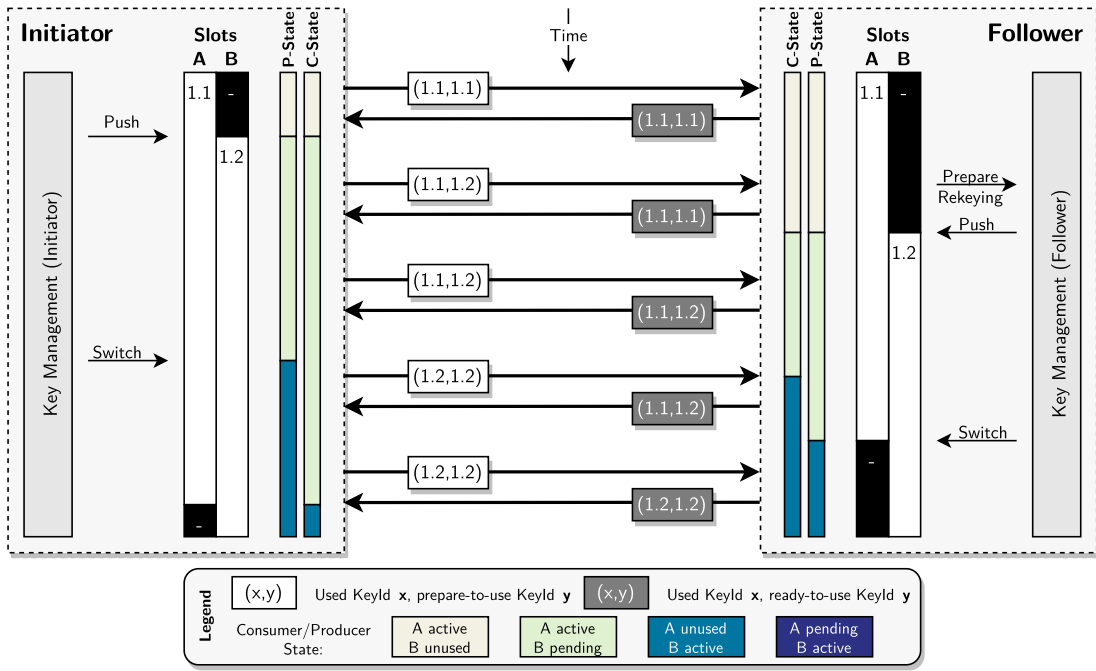 Initiator
Slots
A B
P-State
C-State
Time
C-State
P-State
Slots
A B
Follower
Key Management (Initiator)
Push
Switch
1.1
-
1.2
-
(1.1,1.1)
(1.1,1.1)
(1.1,1.2)
(1.1,1.1)
(1.1,1.2)
(1.1,1.2)
(1.2,1.2)
(1.1,1.2)
(1.2,1.2)
(1.2,1.2)
1.1
-
1.2
-
Prepare
Rekeying
Push
Switch
Key Management (Follower)
Legend
(x,y) Used KeyId x, prepare-to-use KeyId y (x,y) Used KeyId x, ready-to-use KeyId y
Consumer/Producer
State:
A active
B unused
A active
B pending
A unused
B active
A pending
B active